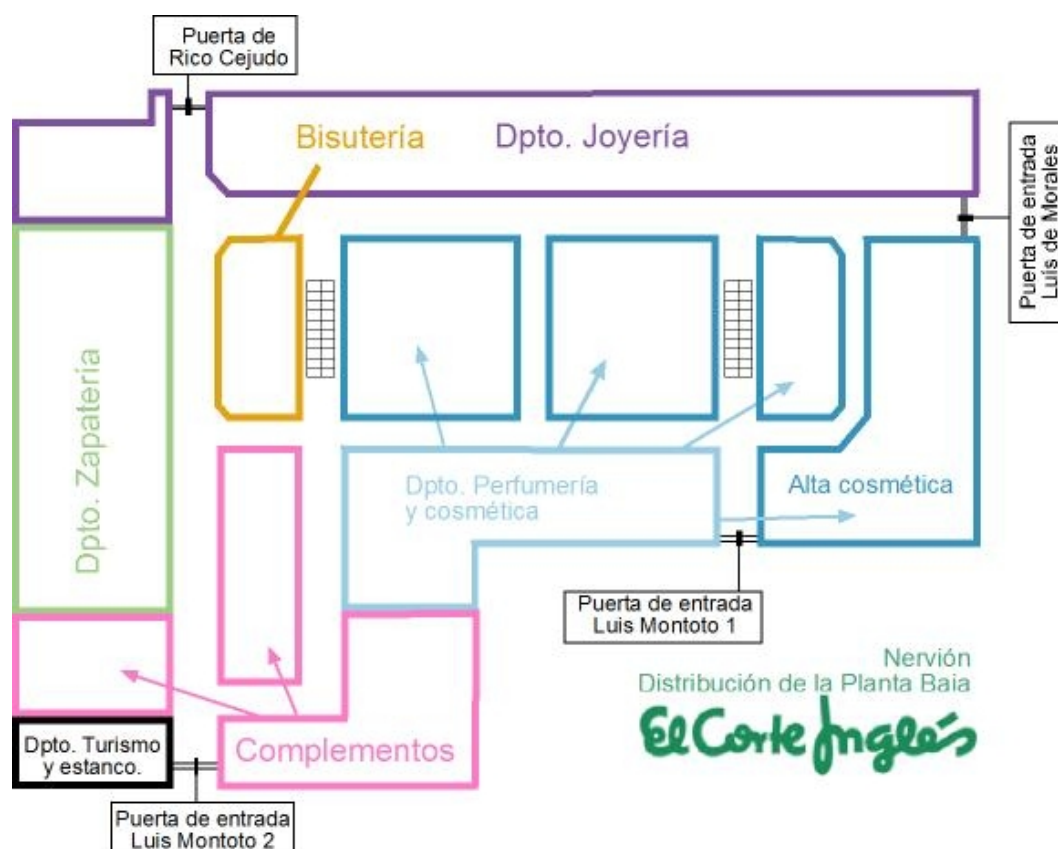 Puerta de
Rico Cejudo
Bisutería
Dpto. Joyería
Puerta de entrada
Luís de Morales
Dpto. Zapatería
Dpto. Perfumería
y cosmética
Alta cosmética
Puerta de entrada
Luis Montoto 1
Nervión
Distribución de la Planta Baia
El Corte Inglés
Complementos
Dpto. Turismo
y estanco.
Puerta de entrada
Luis Montoto 2